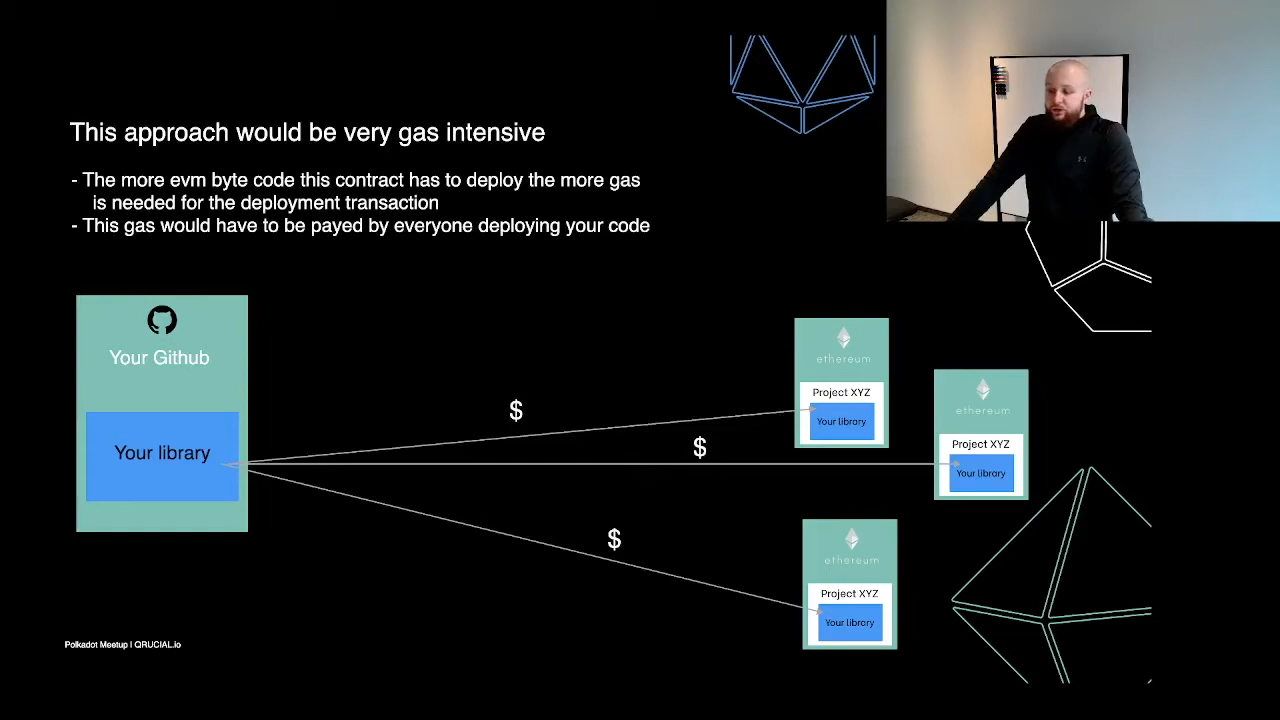 This approach would be very gas intensive
- The more evm byte code this contract has to deploy the more gas
is needed for the deployment transaction
- This gas would have to be payed by everyone deploying your code
Your Github
Your library
$
$
$
ethereum
Project XYZ
Your library
ethereum
Project XYZ
Your library
ethereum
Project XYZ
Your library
Polkadot Meetup | QRUCIAL.io